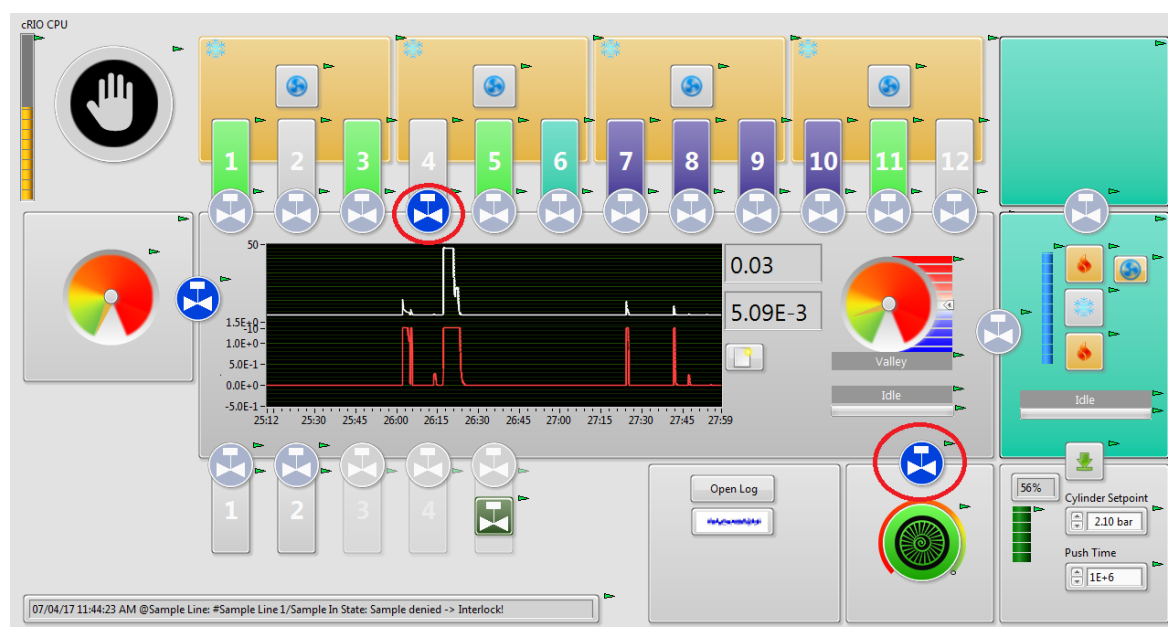 cRIO CPU
1 2 3 4 5 6 7 8 9 10 11 12
50
0.03
5.09E-3
1.5E+0
1.0E+0
5.0E-1
0.0E+0
-5.0E-1
25:12 25:30 25:45 26:00 26:15 26:30 26:45 27:00 27:15 27:30 27:45 27:59
Valley
Idle
Idle
1 2 3 4
Open Log
56%
Cylinder Setpoint
2.10 bar
Push Time
1E+6
07/04/17 11:44:23 AM @Sample Line: #Sample Line 1/Sample In State: Sample denied -> Interlock!